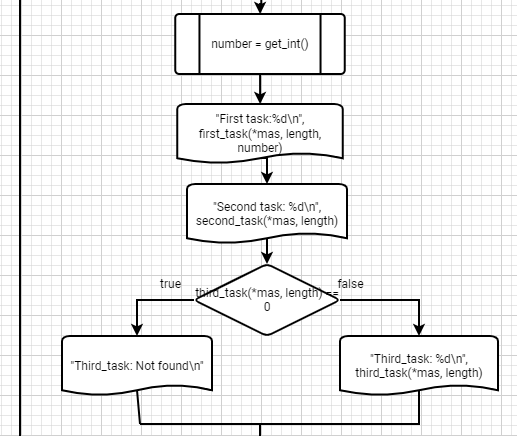 number = get_int()
"First task:%d\n",
first_task(*mas, length,
number)
"Second task: %d\n",
second_task(*mas, length)
true
false
third_task(*mas, length) ==
0
"Third_task: Not found\n"
"Third_task: %d\n",
third_task(*mas, length)